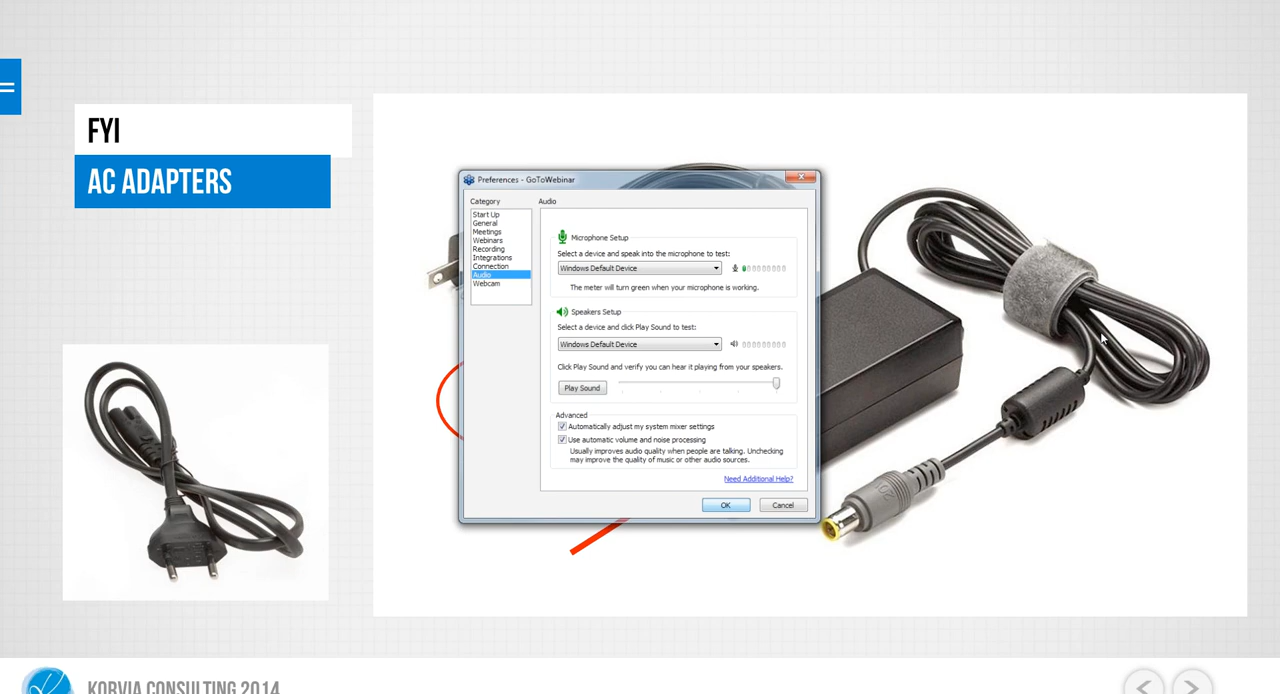 FYI
AC ADAPTERS
Preferences - GoToWebinar
Category
Start Up
General
Meetings
Webinars
Recording
Integrations
Connection
Audio
Webcam
Audio
Microphone Setup
Select a device and speak into the microphone to test:
Windows Default Device
The meter will turn green when your microphone is working.
Speakers Setup
Select a device and click Play Sound to test:
Windows Default Device
Click Play Sound and verify you can hear it playing from your speakers.
Play Sound
Advanced
Automatically adjust my system mixer settings
Use automatic volume and noise processing
Usually improves audio quality when people are talking. Unchecking
may improve the quality of music or other audio sources.
Need Additional Help?
OK Cancel
KORVIA CONSULTING 2014